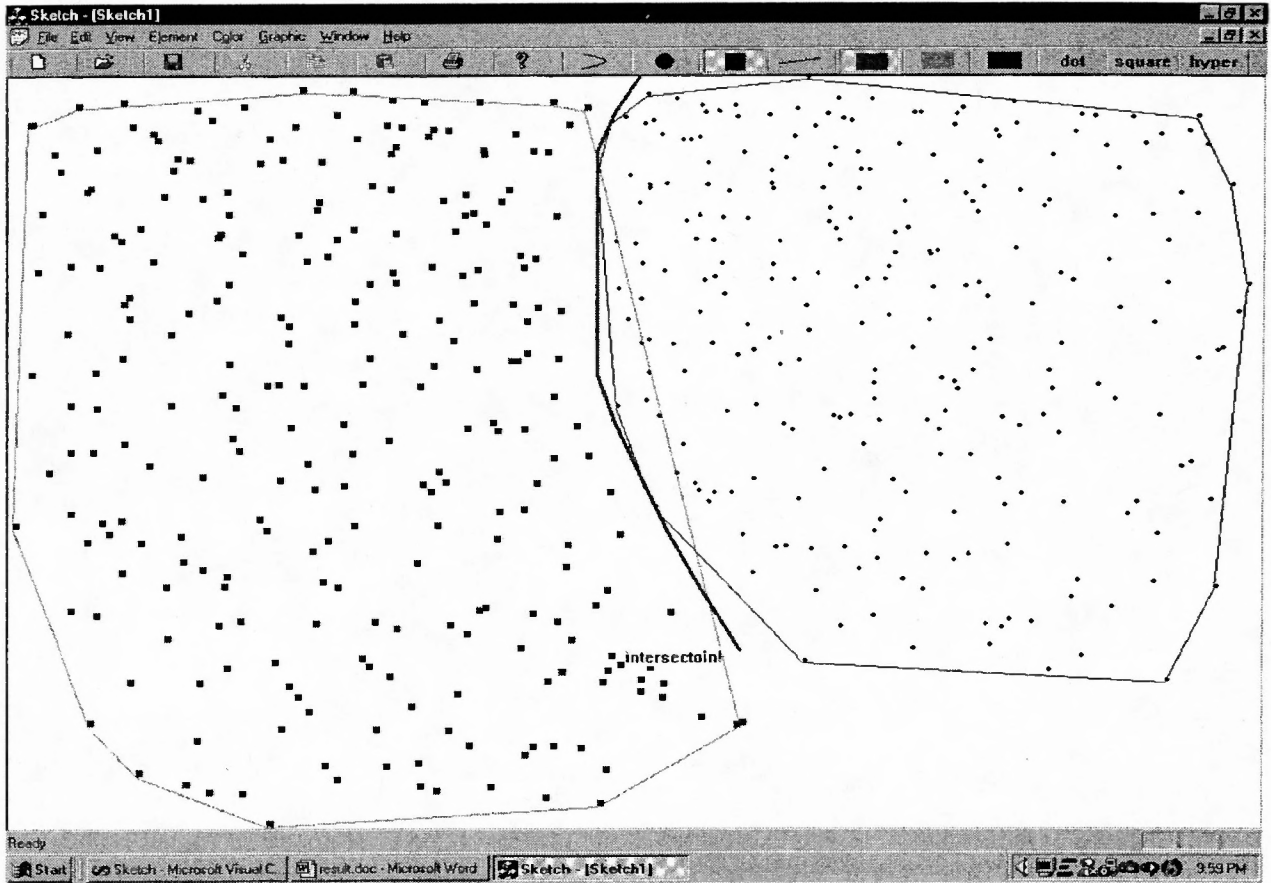 Sketch - [Sketch1]
File Edit View Element Color Graphic Window Help
? dot square hyper
intersectoin!
Ready
Start Sketch - Microsoft Visual C... result.doc - Microsoft Word Sketch - [Sketch1] 9:59 PM